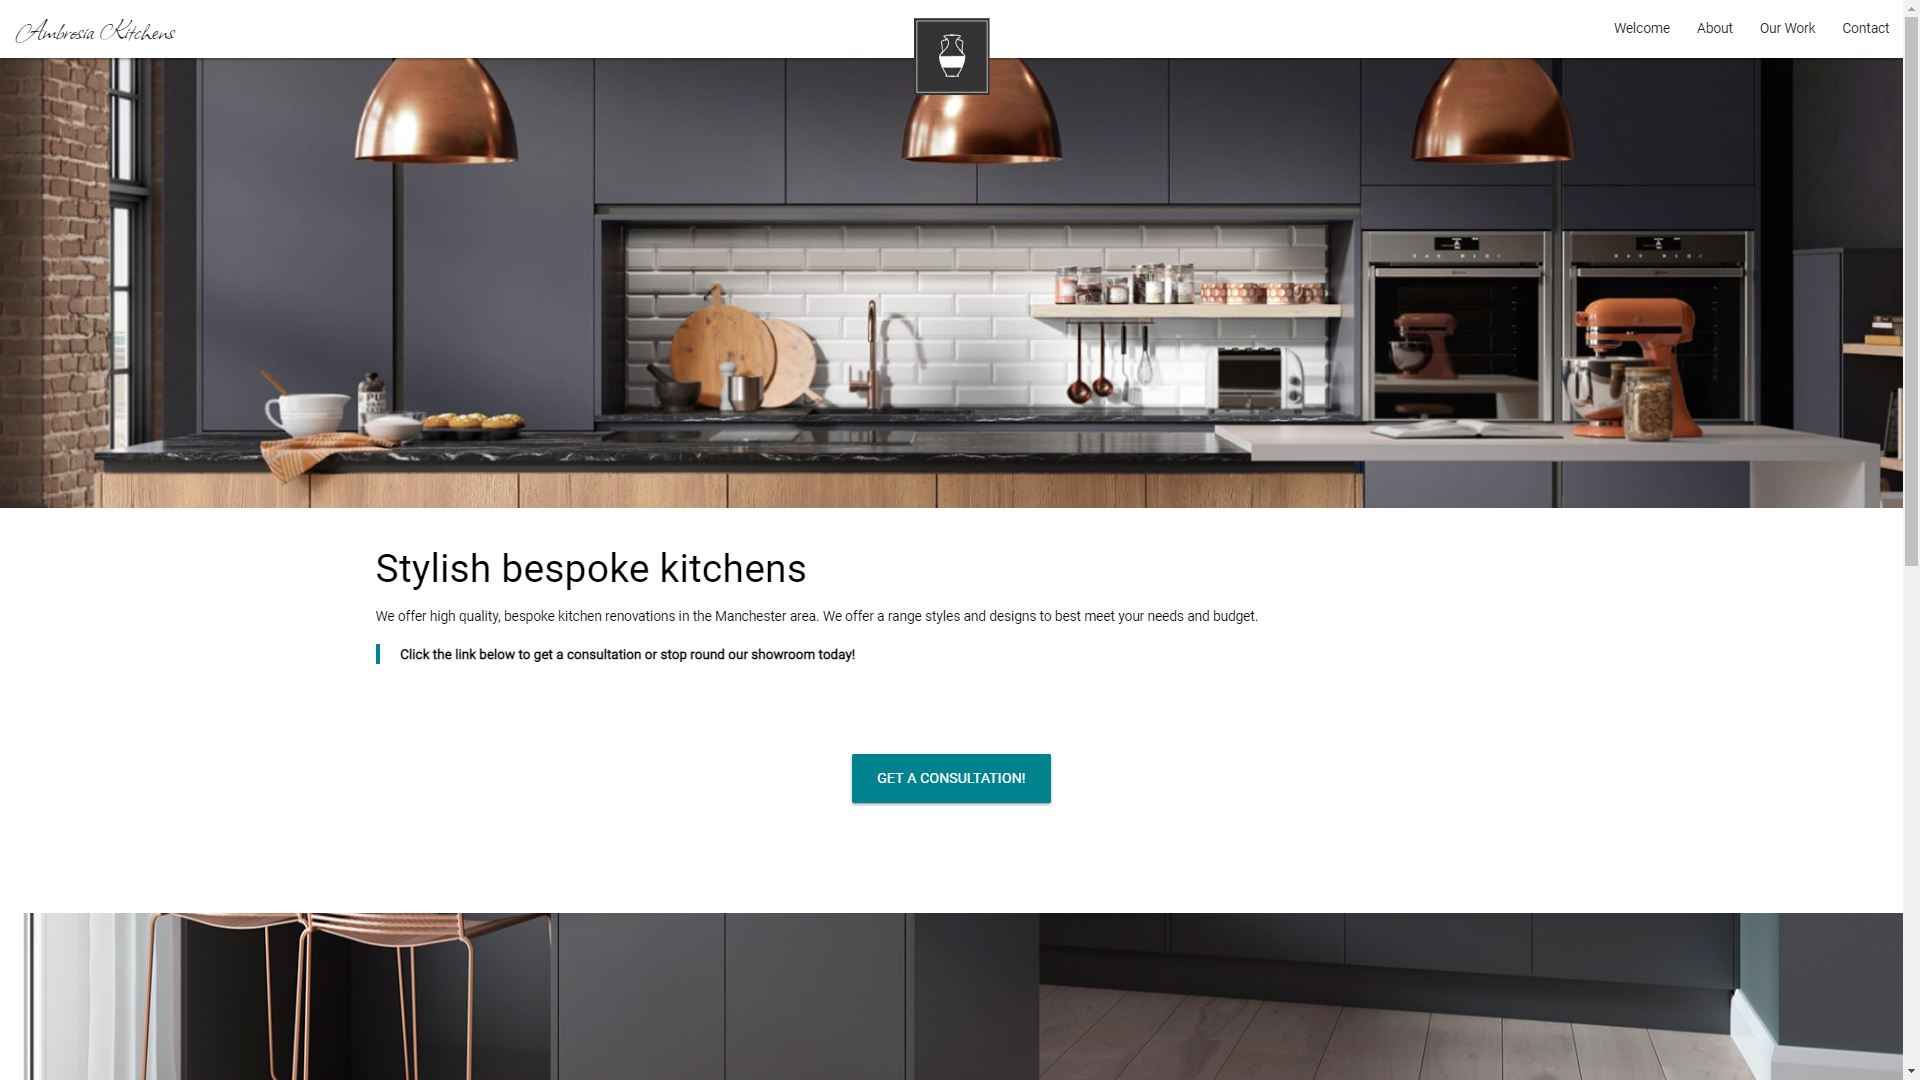 Ambrosia Kitchens
Welcome About Our Work Contact
Stylish bespoke kitchens
We offer high quality, bespoke kitchen renovations in the Manchester area. We offer a range styles and designs to best meet your needs and budget.
Click the link below to get a consultation or stop round our showroom today!
GET A CONSULTATION!